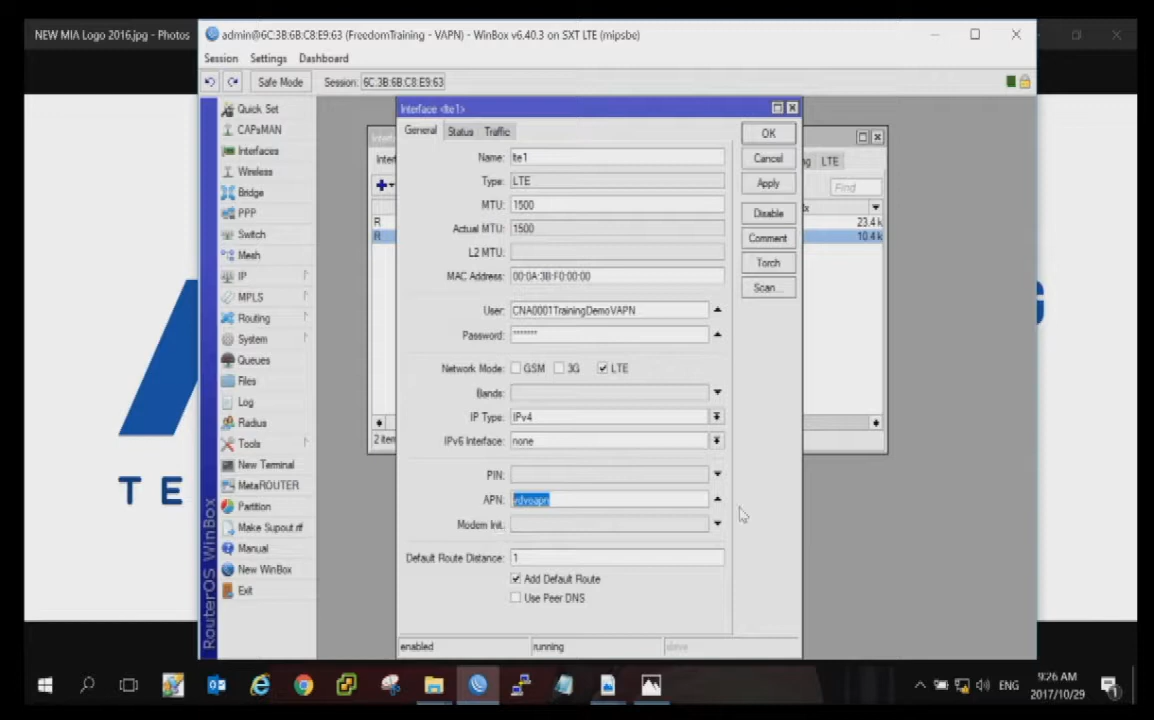 NEW MIA Logo 2016.jpg - Photos
admin@6C:3B:6B:C8:E9:63 (FreedomTraining - VAPN) - WinBox v6.40.3 on SXT LTE (mipsbe)
Session Settings Dashboard
Safe Mode Session: 6C:3B:6B:C8:E9:63
Quick Set
CAPsMAN
Interfaces
Wireless
Bridge
PPP
Switch
Mesh
IP
MPLS
Routing
System
Queues
Files
Log
Radius
Tools
New Terminal
MetaROUTER
Partition
Make Supout.rif
Manual
New WinBox
Exit
RouterOS WinBox
Interface <lte1>
General Status Traffic
Name: lte1
Type: LTE
MTU: 1500
Actual MTU: 1500
L2 MTU:
MAC Address: 00:0A:3B:F0:00:00
User: CNA0001TrainingDemoVAPN
Password: *******
Network Mode: GSM 3G LTE
Bands:
IP Type: IPv4
IPv6 Interface: none
PIN:
APN:
Modem Init:
Default Route Distance: 1
Add Default Route
Use Peer DNS
enabled running slave
OK
Cancel
Apply
Disable
Comment
Torch
Scan...
LTE
Find
R 23.4 k
R 10.4 k
TE
ENG
9:26 AM
2017/10/29
1